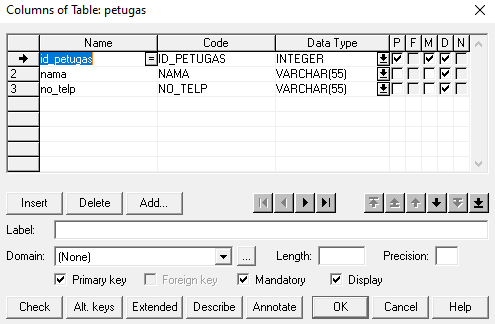 Columns of Table: petugas
Name Code Data Type P F M D N
id_petugas = ID_PETUGAS INTEGER
2 nama NAMA VARCHAR(55)
3 no_telp NO_TELP VARCHAR(55)
Insert Delete Add...
Label:
Domain: (None) ... Length: Precision:
Primary key Foreign key Mandatory Display
Check Alt. keys Extended Describe Annotate OK Cancel Help